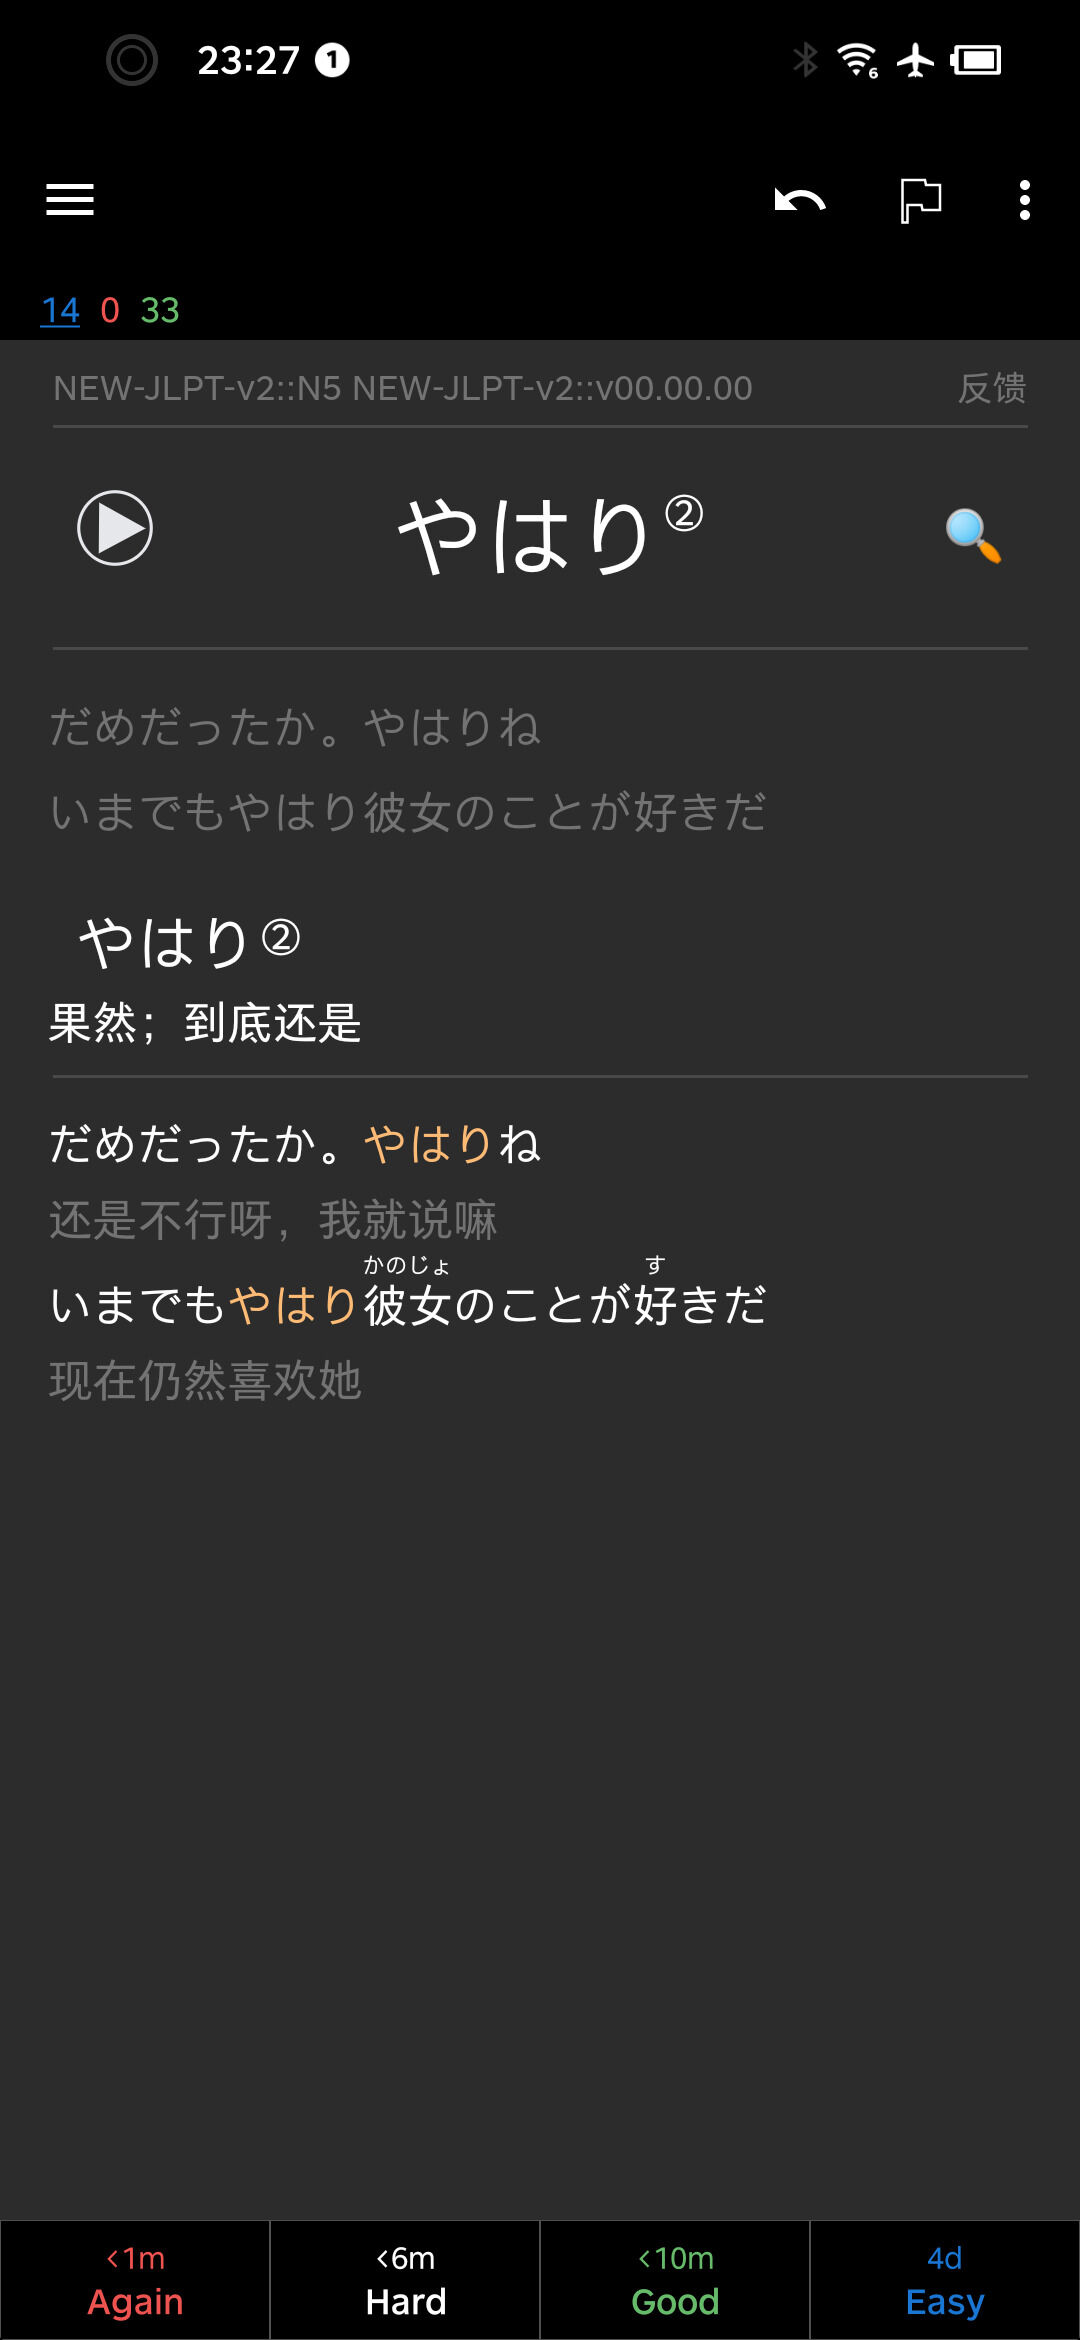 23:27 1
6
14 0 33
NEW-JLPT-v2::N5 NEW-JLPT-v2::v00.00.00 反馈
やはり②
だめだったか。やはりね
いまでもやはり彼女のことが好きだ
やはり②
果然；到底还是
だめだったか。やはりね
还是不行呀，我就说嘛
かのじょ す
いまでもやはり彼女のことが好きだ
现在仍然喜欢她
<1m <6m <10m 4d
Again Hard Good Easy